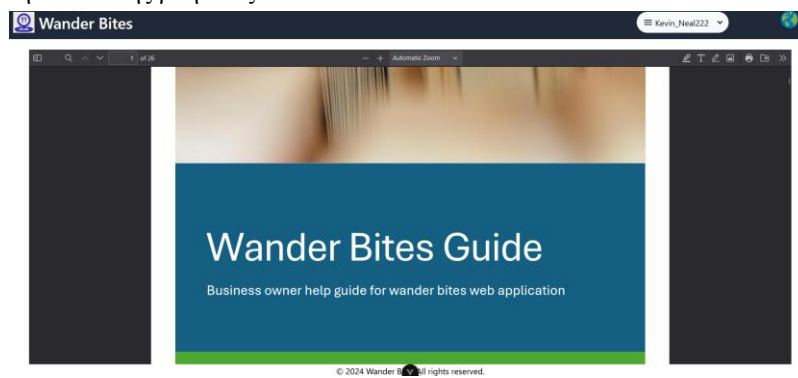 Wander Bites
Kevin_Neal222
1 of 26
Automatic Zoom
Wander Bites Guide
Business owner help guide for wander bites web application
© 2024 Wander B All rights reserved.